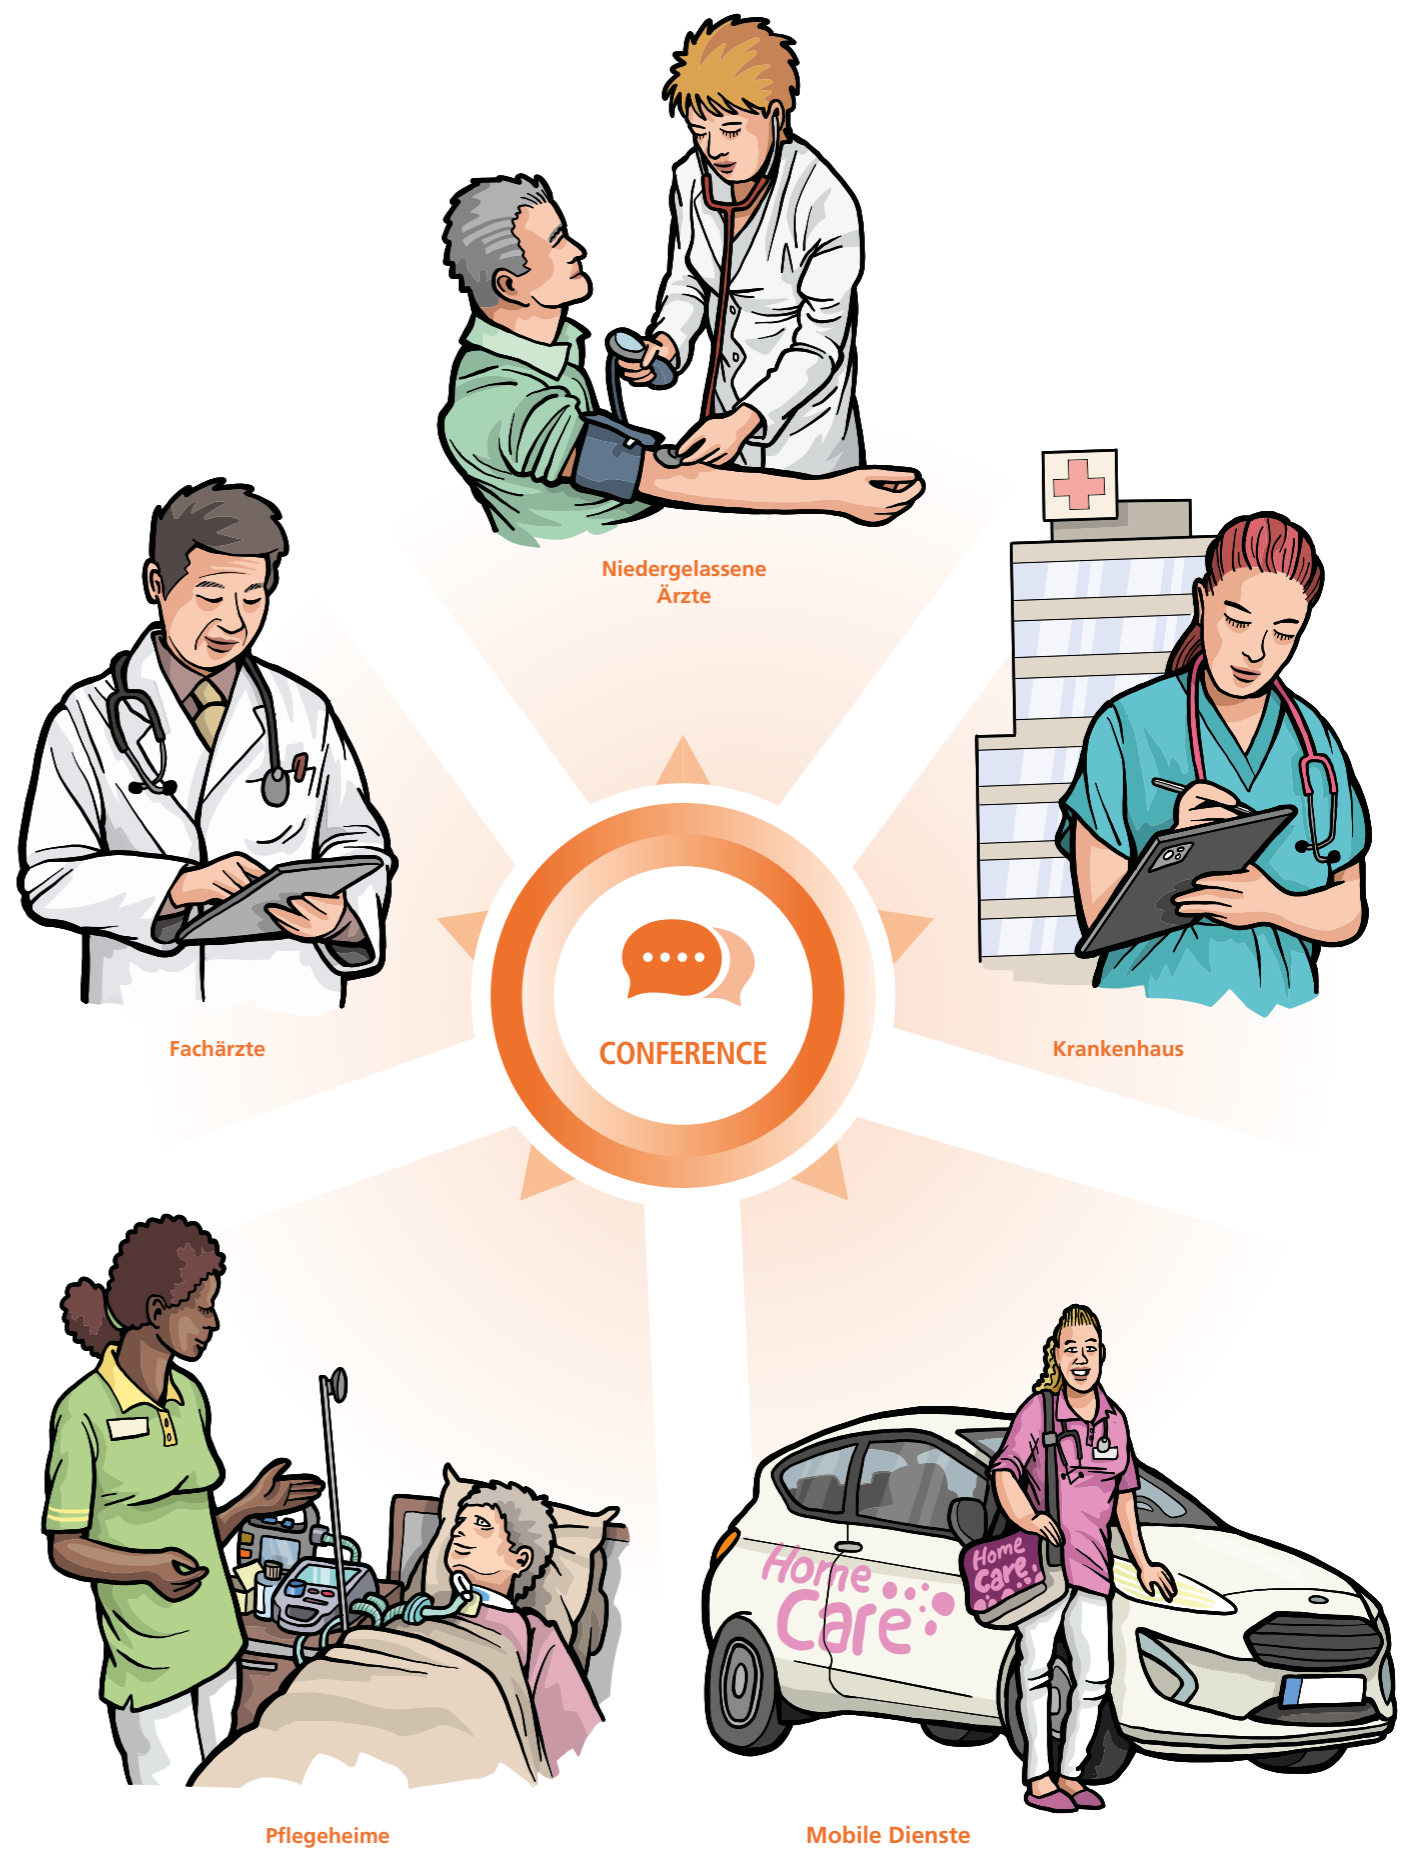 Niedergelassene
Ärzte
Fachärzte
Krankenhaus
CONFERENCE
Home
Care
Home
Care
Pflegeheime
Mobile Dienste